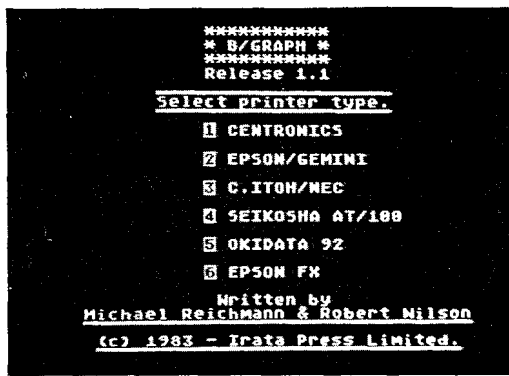 ***********
* B/GRAPH *
***********
Release 1.1
Select printer type.
1 CENTRONICS
2 EPSON/GEMINI
3 C.ITOH/NEC
4 SEIKOSHA AT/100
5 OKIDATA 92
6 EPSON FX
Written by
Michael Reichmann & Robert Wilson
(c) 1983 - Irata Press Limited.